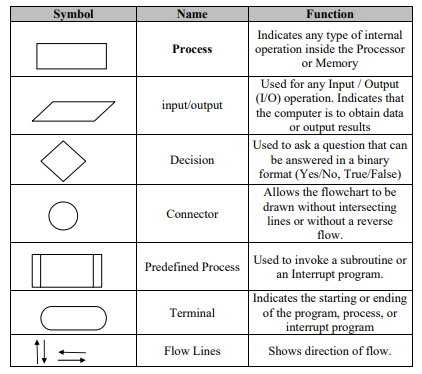 Symbol Name Function
Process
Indicates any type of internal
operation inside the Processor
or Memory
input/output
Used for any Input / Output
(I/O) operation. Indicates that
the computer is to obtain data
or output results
Decision
Used to ask a question that can
be answered in a binary
format (Yes/No, True/False)
Connector
Allows the flowchart to be
drawn without intersecting
lines or without a reverse
flow.
Predefined Process
Used to invoke a subroutine or
an Interrupt program.
Terminal
Indicates the starting or ending
of the program, process, or
interrupt program
Flow Lines
Shows direction of flow.